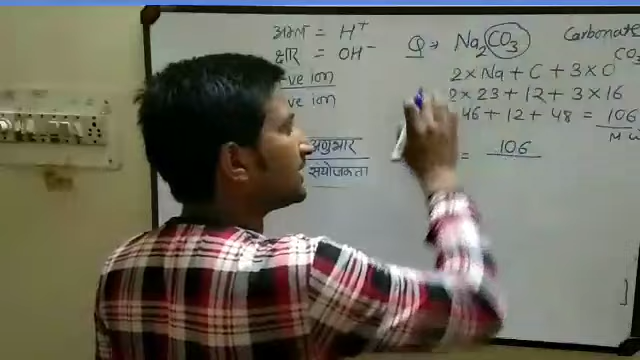 अम्ल = H⁺
क्षार = OH⁻
-ve ion
ve ion
अणुभार
संयोजकता
Q → Na₂CO₃
Carbonate
CO₃
2×Na + C + 3×O
2×23 + 12 + 3×16
46 + 12 + 48 = 106
= 106